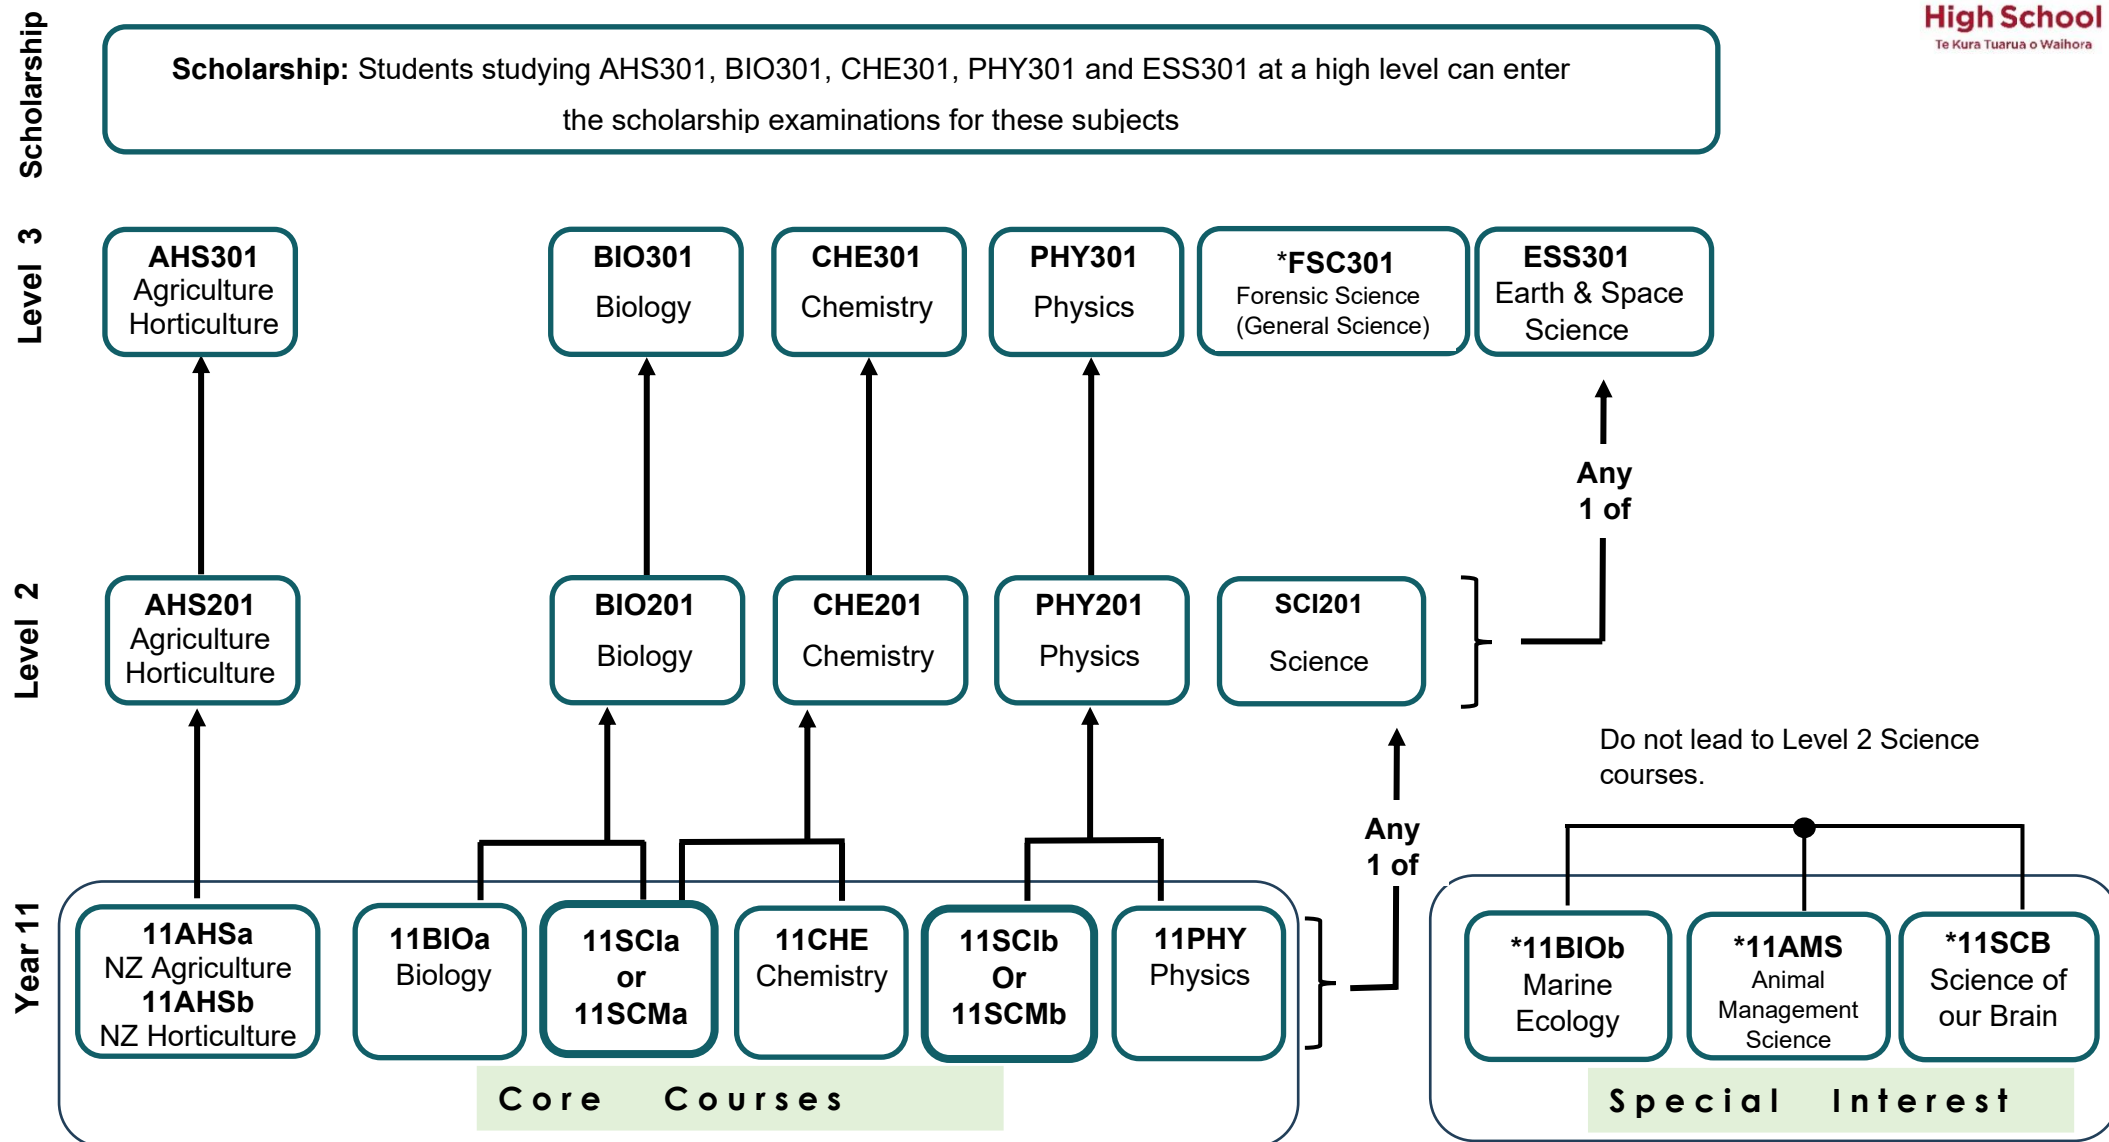 High School
Te Kura Tuarua o Waihora
Scholarship
Scholarship: Students studying AHS301, BIO301, CHE301, PHY301 and ESS301 at a high level can enter
the scholarship examinations for these subjects
Level 3
AHS301
Agriculture
Horticulture
BIO301
Biology
CHE301
Chemistry
PHY301
Physics
*FSC301
Forensic Science
(General Science)
ESS301
Earth & Space
Science
Any
1 of
Level 2
AHS201
Agriculture
Horticulture
BIO201
Biology
CHE201
Chemistry
PHY201
Physics
SCI201
Science
Do not lead to Level 2 Science
courses.
Any
1 of
Year 11
11AHSa
NZ Agriculture
11AHSb
NZ Horticulture
11BIOa
Biology
11SCIa
or
11SCMa
11CHE
Chemistry
11SCIb
Or
11SCMb
11PHY
Physics
*11BIOb
Marine
Ecology
*11AMS
Animal
Management
Science
*11SCB
Science of
our Brain
Core Courses
Special Interest